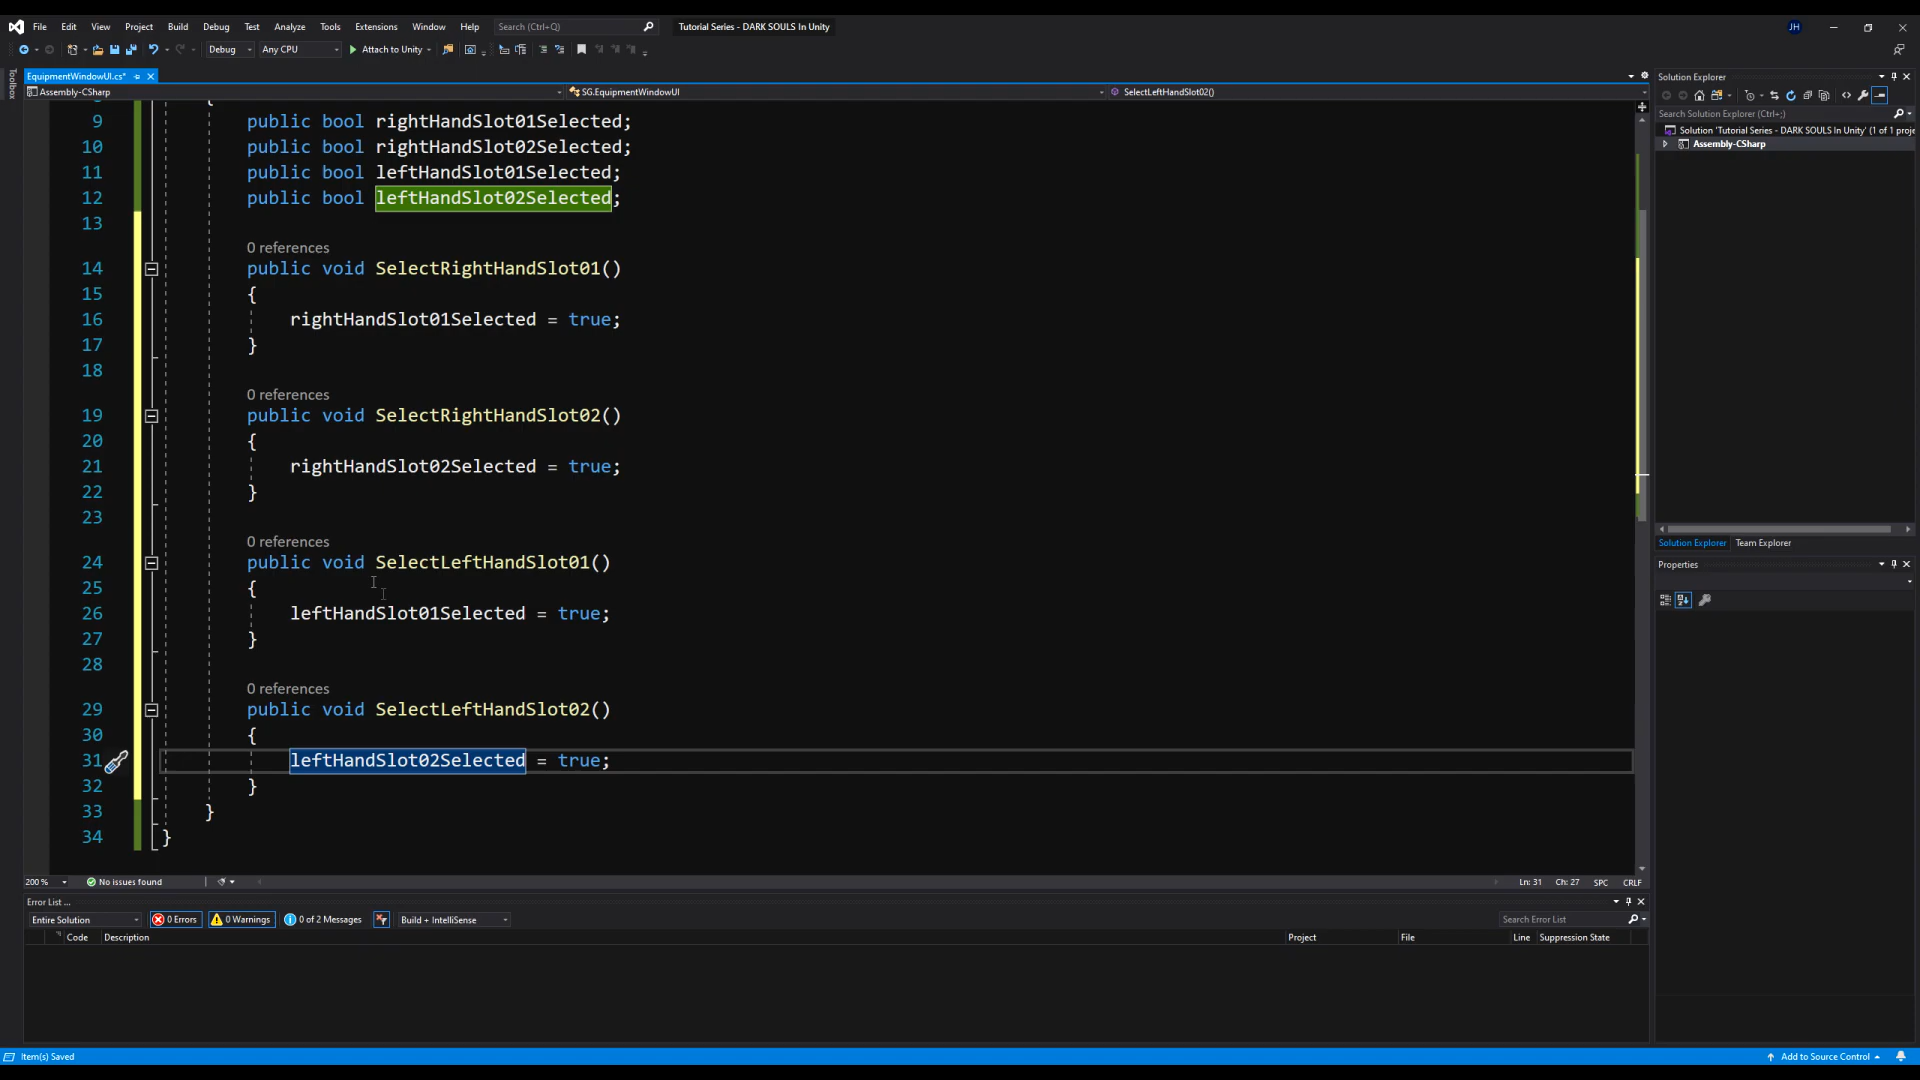 File Edit View Project Build Debug Test Analyze Tools Extensions Window Help Search (Ctrl+Q) Tutorial Series - DARK SOULS In Unity JH
Debug Any CPU Attach to Unity
Toolbox
EquipmentWindowUI.cs*
Assembly-CSharp SG.EquipmentWindowUI SelectLeftHandSlot02()
9 public bool rightHandSlot01Selected;
10 public bool rightHandSlot02Selected;
11 public bool leftHandSlot01Selected;
12 public bool leftHandSlot02Selected;
13
0 references
14 public void SelectRightHandSlot01()
15 {
16 rightHandSlot01Selected = true;
17 }
18
0 references
19 public void SelectRightHandSlot02()
20 {
21 rightHandSlot02Selected = true;
22 }
23
0 references
24 public void SelectLeftHandSlot01()
25 {
26 leftHandSlot01Selected = true;
27 }
28
0 references
29 public void SelectLeftHandSlot02()
30 {
31 leftHandSlot02Selected = true;
32 }
33 }
34 }
200 % No issues found Ln: 31 Ch: 27 SPC CRLF
Error List ...
Entire Solution 0 Errors 0 Warnings 0 of 2 Messages Build + IntelliSense Search Error List
Code Description Project File Line Suppression State
Item(s) Saved Add to Source Control
Solution Explorer
Search Solution Explorer (Ctrl+;)
Solution 'Tutorial Series - DARK SOULS In Unity' (1 of 1 proje
Assembly-CSharp
Solution Explorer Team Explorer
Properties